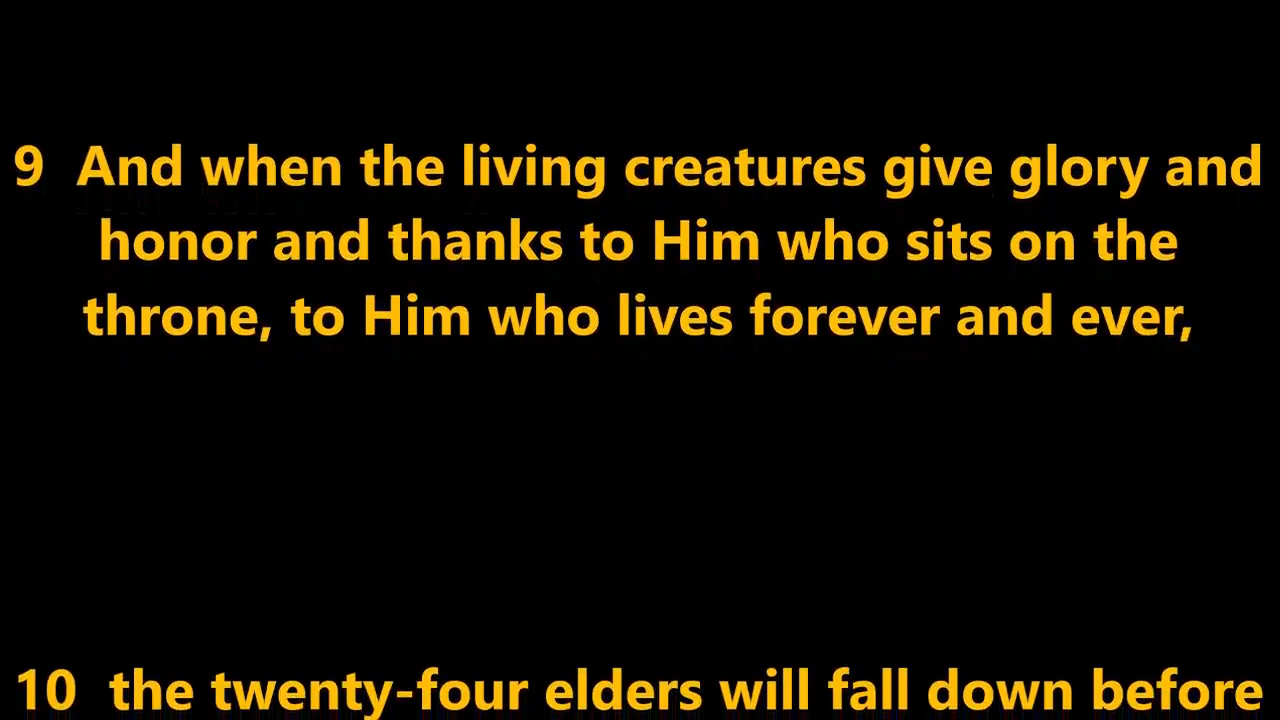 9 And when the living creatures give glory and
honor and thanks to Him who sits on the
throne, to Him who lives forever and ever,
10 the twenty-four elders will fall down before